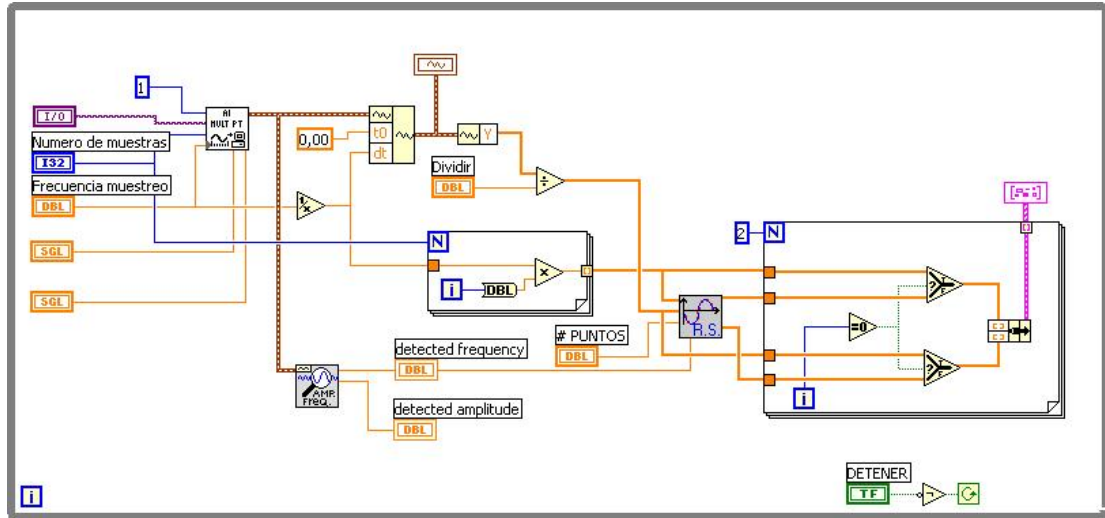 1
AI
MULT PT
I/O
Numero de muestras
I32
Frecuencia muestreo
DBL
SGL
SGL
0,00
t0
dt
Y
Dividir
DBL
÷
1/x
N
i
DBL
x
2
N
[   ]
?
T
F
=0
?
T
F
i
R.S.
# PUNTOS
DBL
detected frequency
DBL
AMP
FREQ.
detected amplitude
DBL
DETENER
TF
i